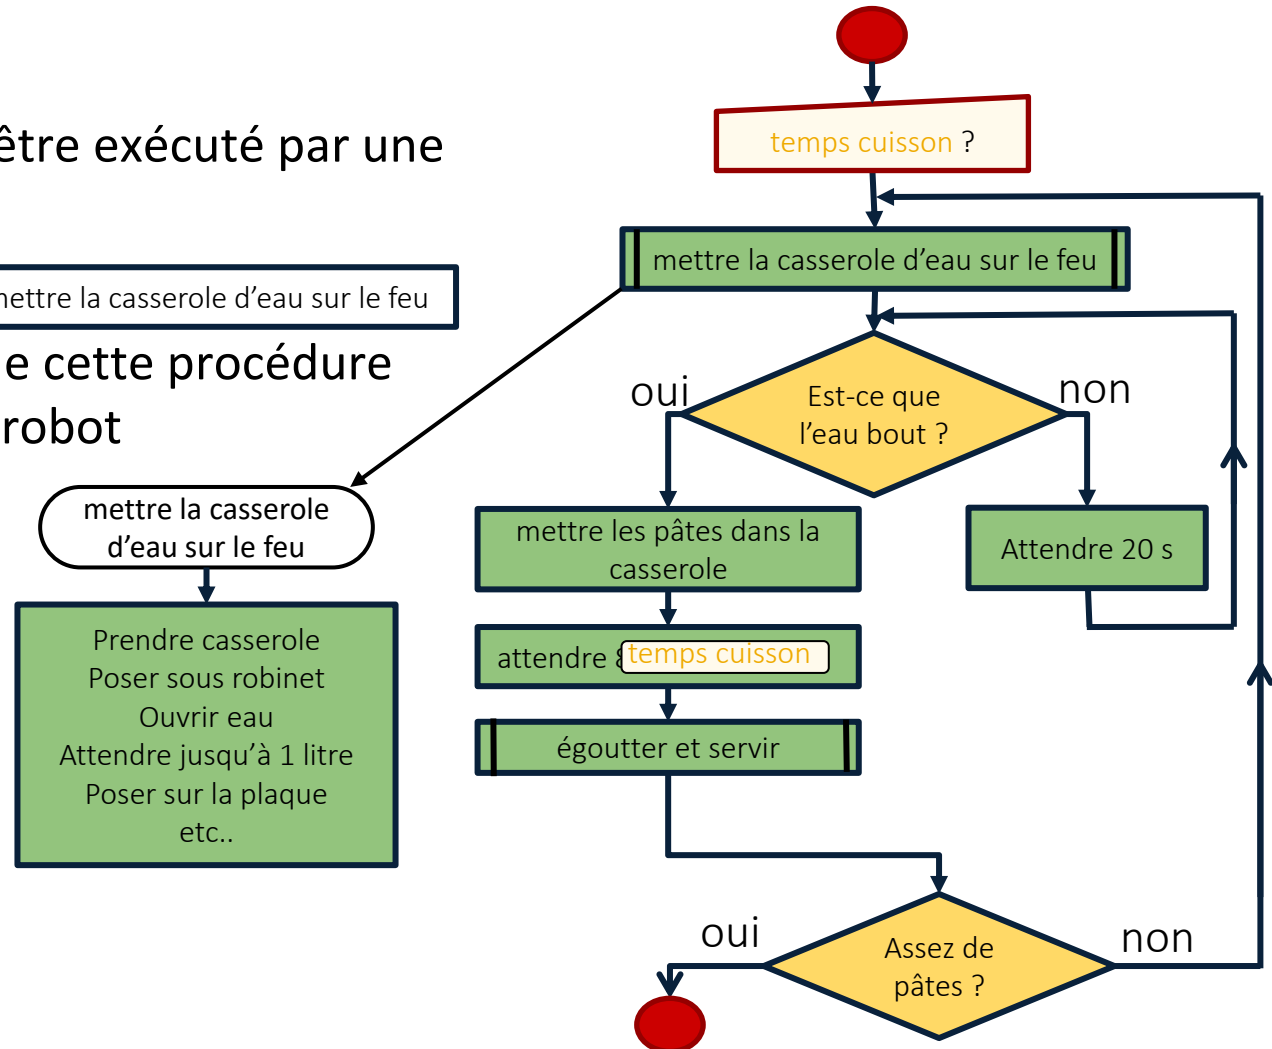 être exécuté par une
mettre la casserole d’eau sur le feu
cette procédure
robot
mettre la casserole
d’eau sur le feu
Prendre casserole
Poser sous robinet
Ouvrir eau
Attendre jusqu’à 1 litre
Poser sur la plaque
etc..
temps cuisson ?
mettre la casserole d’eau sur le feu
Est-ce que
l’eau bout ?
oui
non
mettre les pâtes dans la
casserole
Attendre 20 s
attendre temps cuisson
égoutter et servir
Assez de
pâtes ?
oui
non